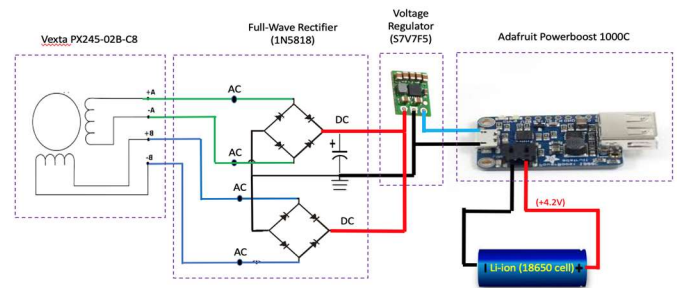 Vexta PX245-02B-C8
Full-Wave Rectifier
(1N5818)
Voltage
Regulator
(S7V7F5)
Adafruit Powerboost 1000C
+A
-A
+B
-B
AC
AC
AC
AC
DC
DC
+
(+4.2V)
Li-ion (18650 cell)
+